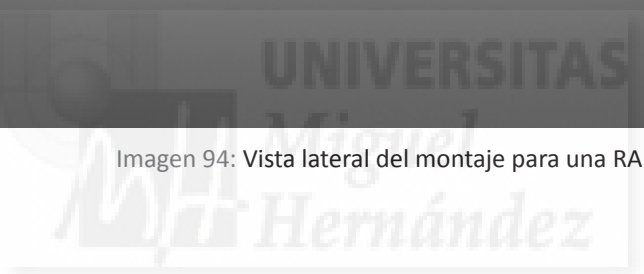 UNIVERSITAS
Miguel
Imagen 94: Vista lateral del montaje para una RA
Hernández